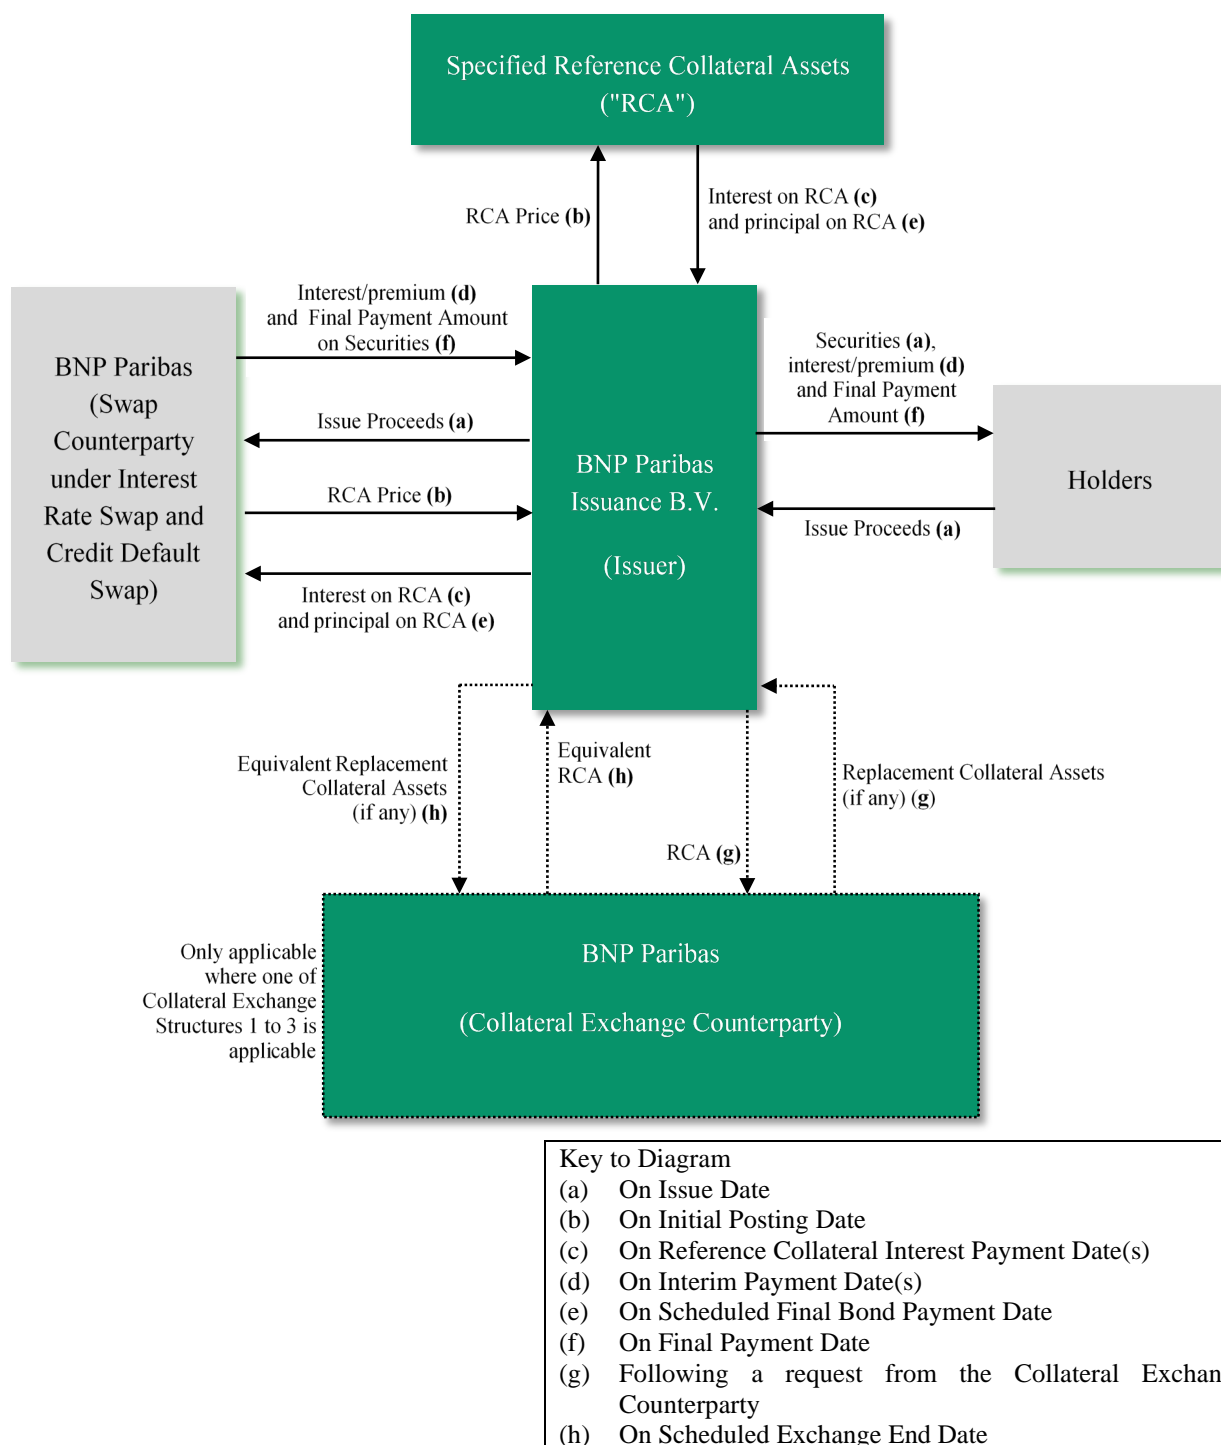 Specified Reference Collateral Assets
("RCA")
RCA Price (b)
Interest on RCA (c)
and principal on RCA (e)
Interest/premium (d)
and Final Payment Amount
on Securities (f)
Issue Proceeds (a)
RCA Price (b)
Interest on RCA (c)
and principal on RCA (e)
BNP Paribas
(Swap
Counterparty
under Interest
Rate Swap and
Credit Default
Swap)
BNP Paribas
Issuance B.V.
(Issuer)
Securities (a),
interest/premium (d)
and Final Payment
Amount (f)
Issue Proceeds (a)
Holders
Equivalent Replacement
Collateral Assets
(if any) (h)
Equivalent
RCA (h)
RCA (g)
Replacement Collateral Assets
(if any) (g)
Only applicable
where one of
Collateral Exchange
Structures 1 to 3 is
applicable
BNP Paribas
(Collateral Exchange Counterparty)
Key to Diagram
(a) On Issue Date
(b) On Initial Posting Date
(c) On Reference Collateral Interest Payment Date(s)
(d) On Interim Payment Date(s)
(e) On Scheduled Final Bond Payment Date
(f) On Final Payment Date
(g) Following a request from the Collateral Exchan
Counterparty
(h) On Scheduled Exchange End Date